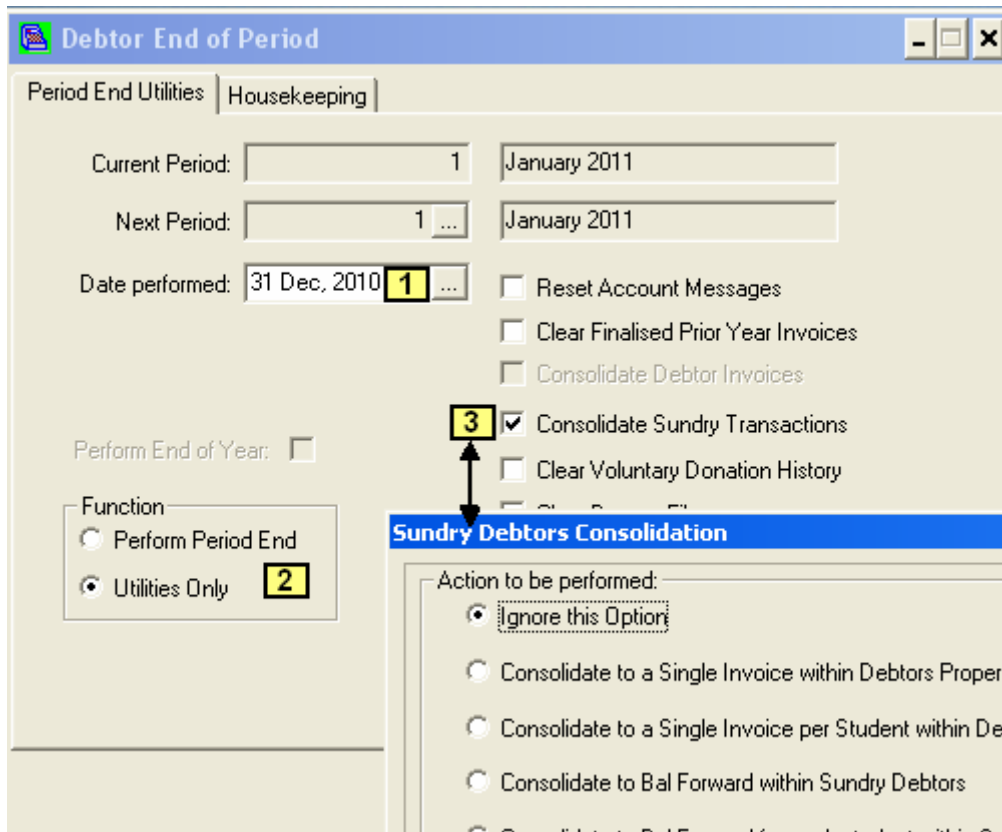 Debtor End of Period
Period End Utilities Housekeeping
Current Period: 1 January 2011
Next Period: 1 ... January 2011
Date performed: 31 Dec, 2010 1 ... Reset Account Messages
Clear Finalised Prior Year Invoices
Consolidate Debtor Invoices
3 Consolidate Sundry Transactions
Perform End of Year:
Clear Voluntary Donation History
Function
Perform Period End
Utilities Only 2
Sundry Debtors Consolidation
Action to be performed:
Ignore this Option
Consolidate to a Single Invoice within Debtors Proper
Consolidate to a Single Invoice per Student within De
Consolidate to Bal Forward within Sundry Debtors